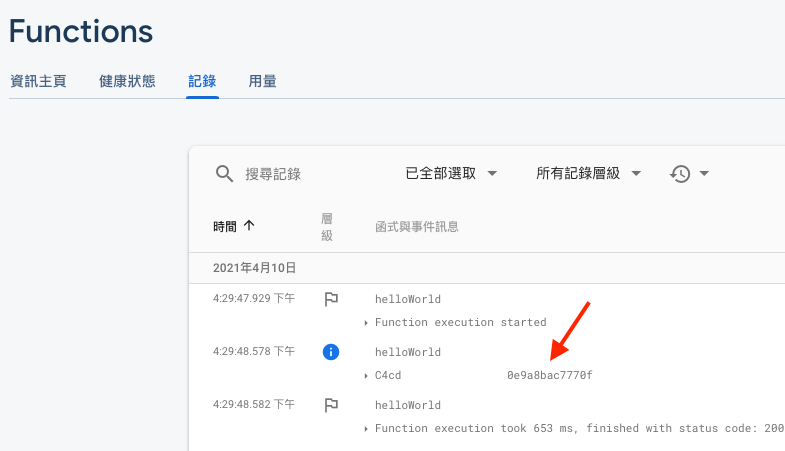 Functions
資訊主頁 健康狀態 記錄 用量
搜尋記錄 已全部選取 所有記錄層級
時間 層級 函式與事件訊息
2021年4月10日
4:29:47.929 下午 helloWorld
Function execution started
4:29:48.578 下午 helloWorld
C4cd 0e9a8bac7770f
4:29:48.582 下午 helloWorld
Function execution took 653 ms, finished with status code: 200